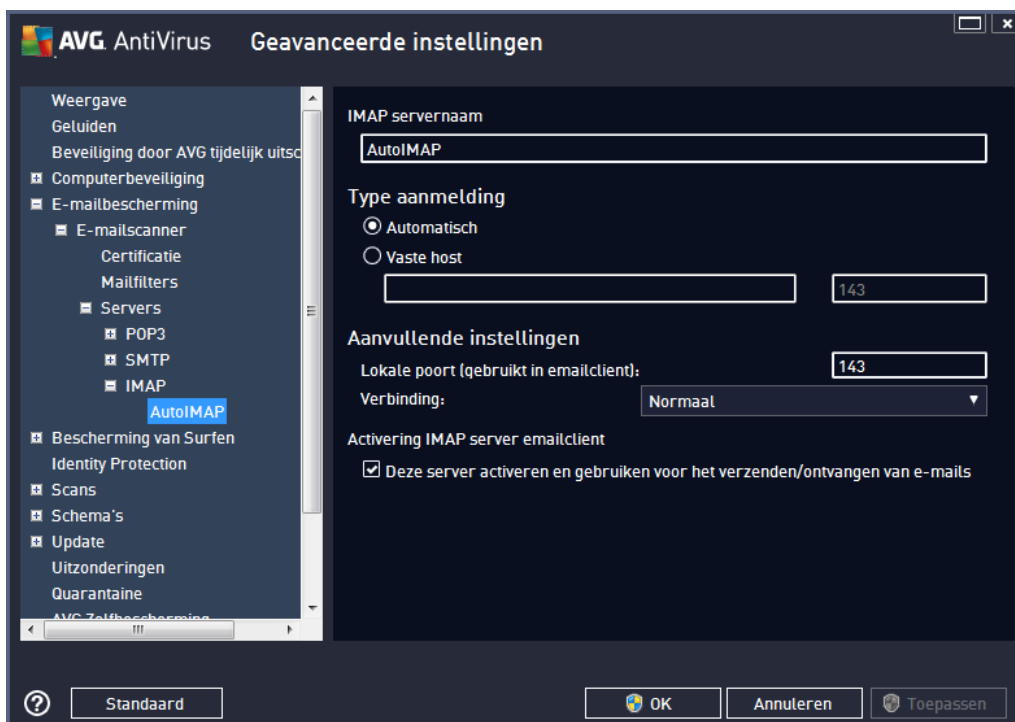 AVG. AntiVirus Geavanceerde instellingen
Weergave
Geluiden
Beveiliging door AVG tijdelijk uitsc
Computerbeveiliging
E-mailbescherming
E-mailscanner
Certificatie
Mailfilters
Servers
POP3
SMTP
IMAP
AutoIMAP
Bescherming van Surfen
Identity Protection
Scans
Schema's
Update
Uitzonderingen
Quarantaine
AVG Zelfbescherming
IMAP servernaam
AutoIMAP
Type aanmelding
Automatisch
Vaste host
143
Aanvullende instellingen
Lokale poort (gebruikt in emailclient): 143
Verbinding: Normaal
Activering IMAP server emailclient
Deze server activeren en gebruiken voor het verzenden/ontvangen van e-mails
Standaard OK Annuleren Toepassen